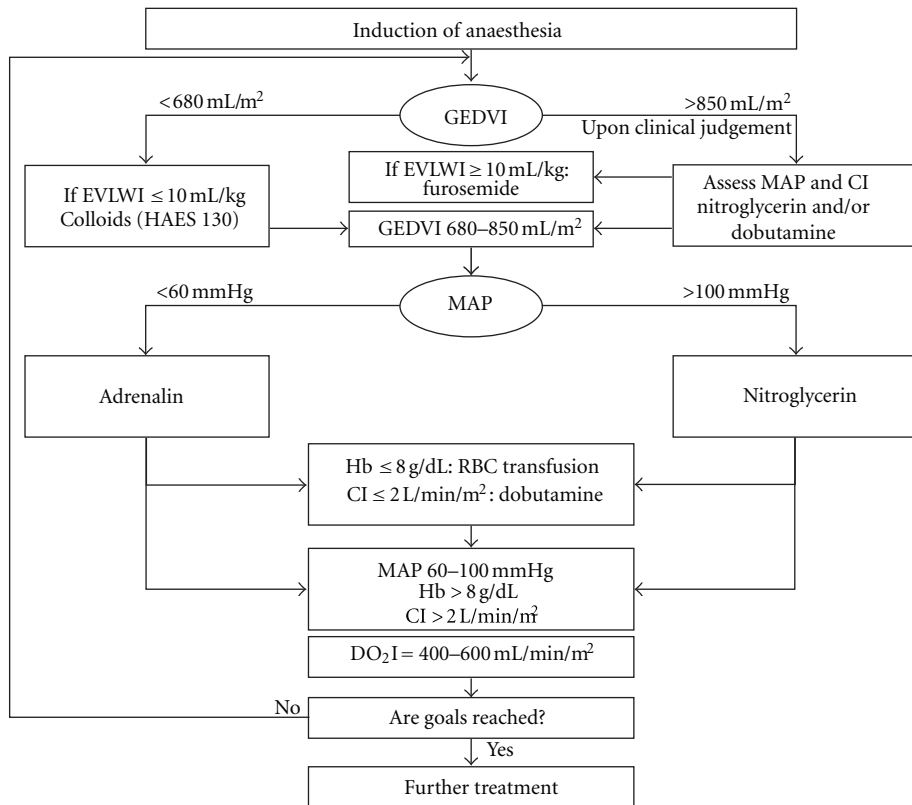 Induction of anaesthesia
<680 mL/m²
GEDVI
>850 mL/m²
Upon clinical judgement
If EVLWI ≤ 10 mL/kg
Colloids (HAES 130)
If EVLWI ≥ 10 mL/kg:
furosemide
Assess MAP and CI
nitroglycerin and/or
dobutamine
GEDVI 680–850 mL/m²
<60 mmHg
MAP
>100 mmHg
Adrenalin
Nitroglycerin
Hb ≤ 8 g/dL: RBC transfusion
CI ≤ 2 L/min/m²: dobutamine
MAP 60–100 mmHg
Hb > 8 g/dL
CI > 2 L/min/m²
DO₂I = 400–600 mL/min/m²
No
Are goals reached?
Yes
Further treatment